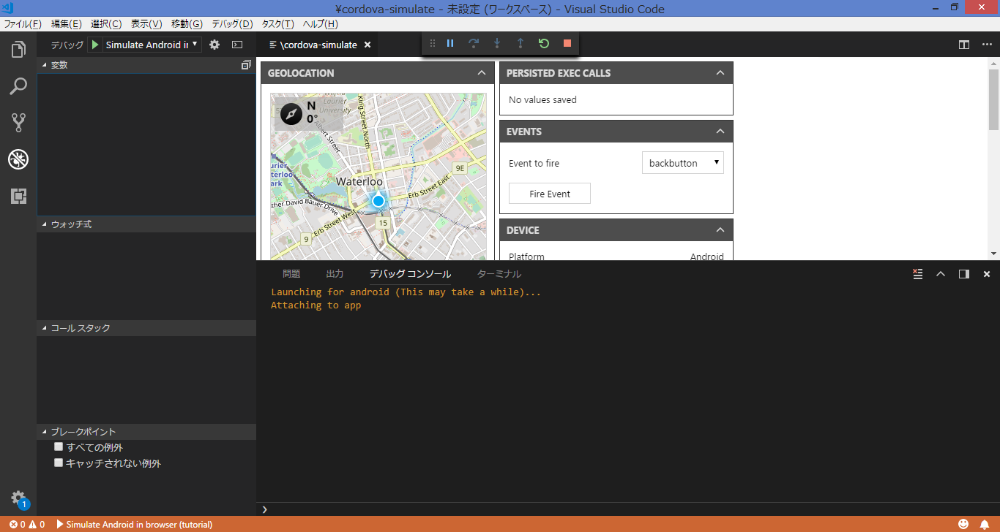 ¥cordova-simulate - 未設定 (ワークスペース) - Visual Studio Code
ファイル(F) 編集(E) 選択(C) 表示(V) 移動(G) デバッグ(D) タスク(T) ヘルプ(H)
デバッグ Simulate Android in
\cordova-simulate
変数
ウォッチ式
コール スタック
ブレークポイント
すべての例外
キャッチされない例外
GEOLOCATION
N
0°
Laurier
University
King Street North
Albert Street
Waterloo
9E
Erb Street East
David Bauer Drive
Erb Street West
15
9
PERSISTED EXEC CALLS
No values saved
EVENTS
Event to fire backbutton
Fire Event
DEVICE
Platform Android
問題 出力 デバッグ コンソール ターミナル
Launching for android (This may take a while)...
Attaching to app
1
0 0 Simulate Android in browser (tutorial)